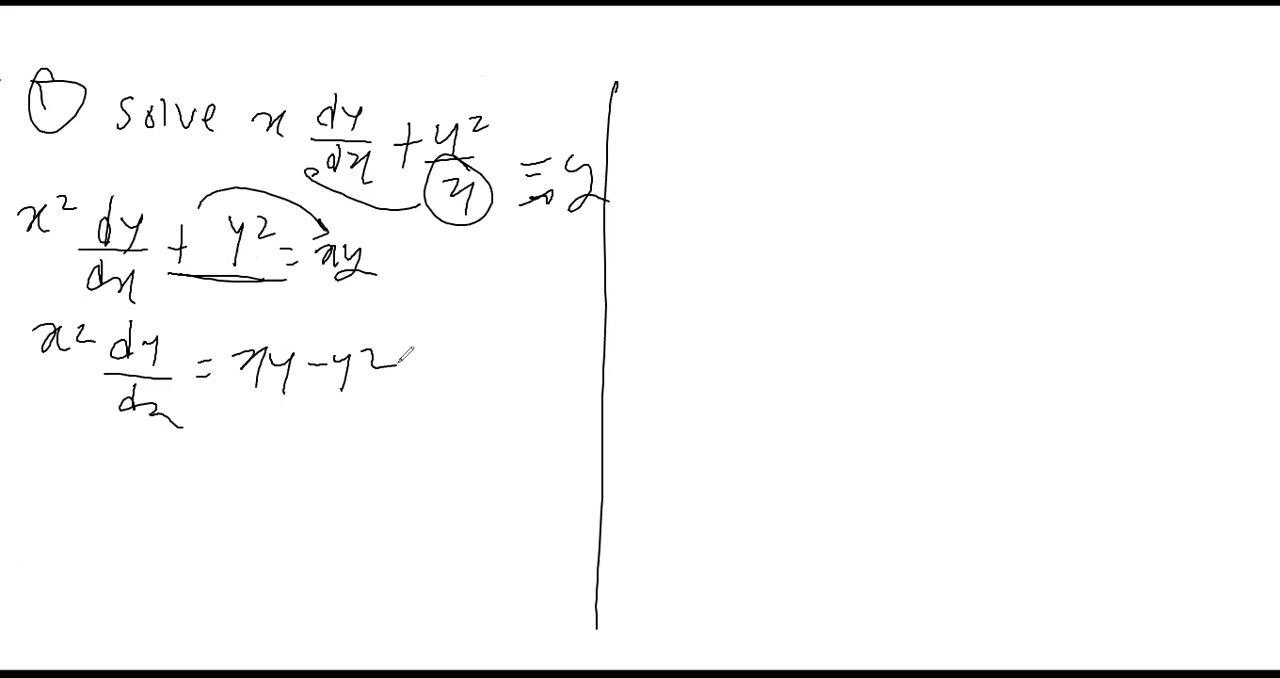 ① Solve x dy/dx + y²/x = y
x² dy/dx + y² = xy
x² dy/dx = xy - y²